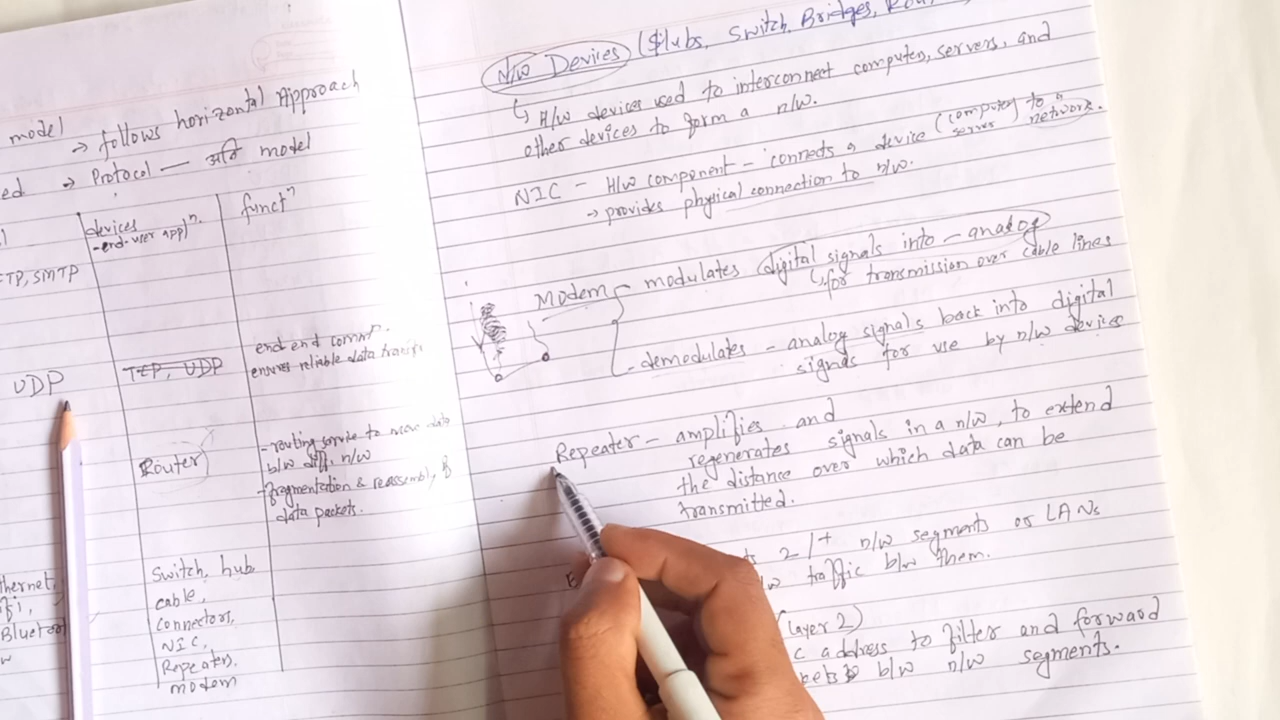 model
→ follows horizontal Approach
ed → Protocol — अति model
devices
-end-user appⁿ.
functⁿ
TP, SMTP
UDP
TCP, UDP
end end commⁿ.
ensures reliable data
Router
- routing service to move data
b/w diff. n/w
- fragmentation & reassembly of
data packets.
thernet,
Bluetoot
Switch, hub,
cable,
Connectors,
NIC,
Repeaters,
modem
N/W Devices (Hubs, Switch, Bridges,
↳ H/w devices used to interconnect computers, servers, and
other devices to form a n/w.
NIC – H/w component – connects a device (computer, server) to network.
→ provides physical connection to n/w.
Modem – modulates digital signals into – analog
↳ for transmission over cable lines
- demodulates – analog signals back into digital
signals for use by n/w devices
Repeater – amplifies and
regenerates signals in a n/w, to extend
the distance over which data can be
transmitted.
2/+ n/w segments or LANs
traffic b/w them.
(layer 2)
c address to filter and forward
b/w n/w segments.